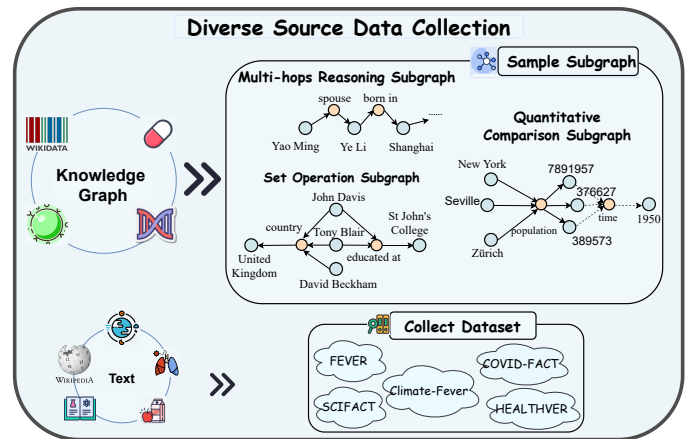 Diverse Source Data Collection
Sample Subgraph
Multi-hops Reasoning Subgraph
spouse
born in
......
Yao Ming
Ye Li
Shanghai
Quantitative
Comparison Subgraph
New York
7891957
Seville
376627
time
1950
population
389573
Zürich
Set Operation Subgraph
John Davis
country
Tony Blair
St John's
College
United
Kingdom
educated at
David Beckham
WIKIDATA
Knowledge
Graph
Collect Dataset
FEVER
COVID-FACT
Climate-Fever
SCIFACT
HEALTHVER
WIKIPEDIA
Text